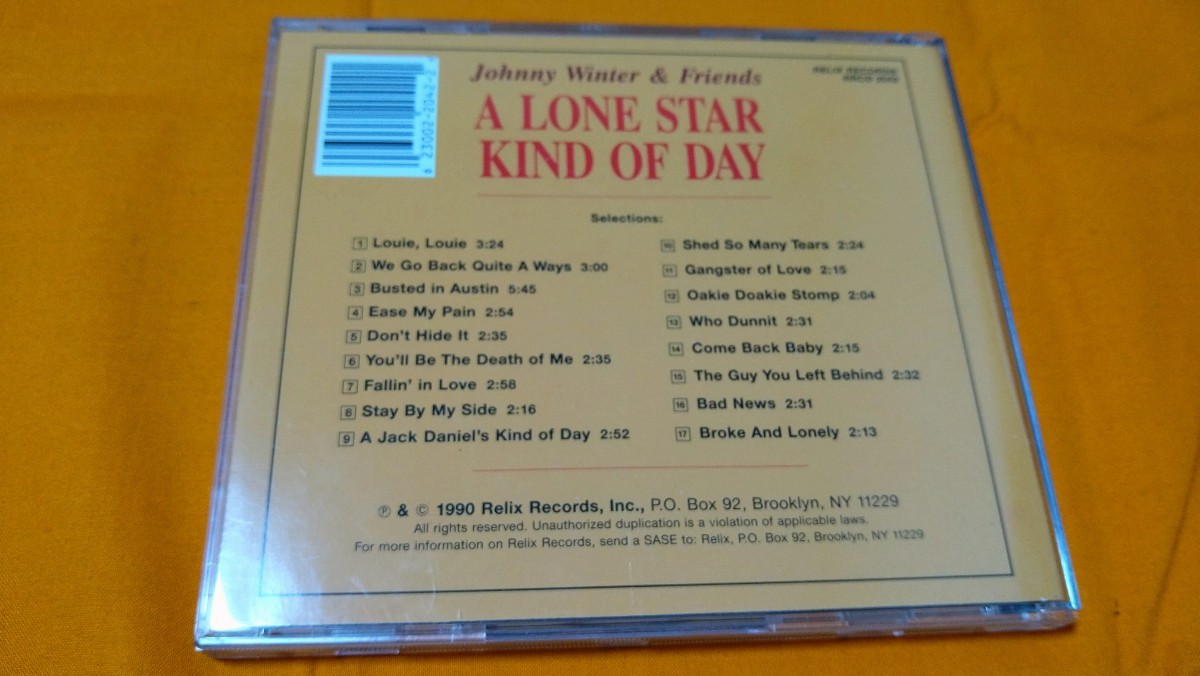 Johnny Winter & Friends
A LONE STAR
KIND OF DAY
RELIX RECORDS
RRCD 2042
6 23002-2042-2
Selections:
1 Louie, Louie 3:24
2 We Go Back Quite A Ways 3:00
3 Busted in Austin 5:45
4 Ease My Pain 2:54
5 Don't Hide It 2:35
6 You'll Be The Death of Me 2:35
7 Fallin' in Love 2:58
8 Stay By My Side 2:16
9 A Jack Daniel's Kind of Day 2:52
10 Shed So Many Tears 2:24
11 Gangster of Love 2:15
12 Oakie Doakie Stomp 2:04
13 Who Dunnit 2:31
14 Come Back Baby 2:15
15 The Guy You Left Behind 2:32
16 Bad News 2:31
17 Broke And Lonely 2:13
℗ & © 1990 Relix Records, Inc., P.O. Box 92, Brooklyn, NY 11229
All rights reserved. Unauthorized duplication is a violation of applicable laws.
For more information on Relix Records, send a SASE to: Relix, P.O. Box 92, Brooklyn, NY 11229